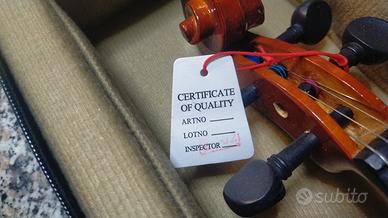 CERTIFICATE
OF QUALITY
ARTNO
LOTNO
INSPECTOR
subito